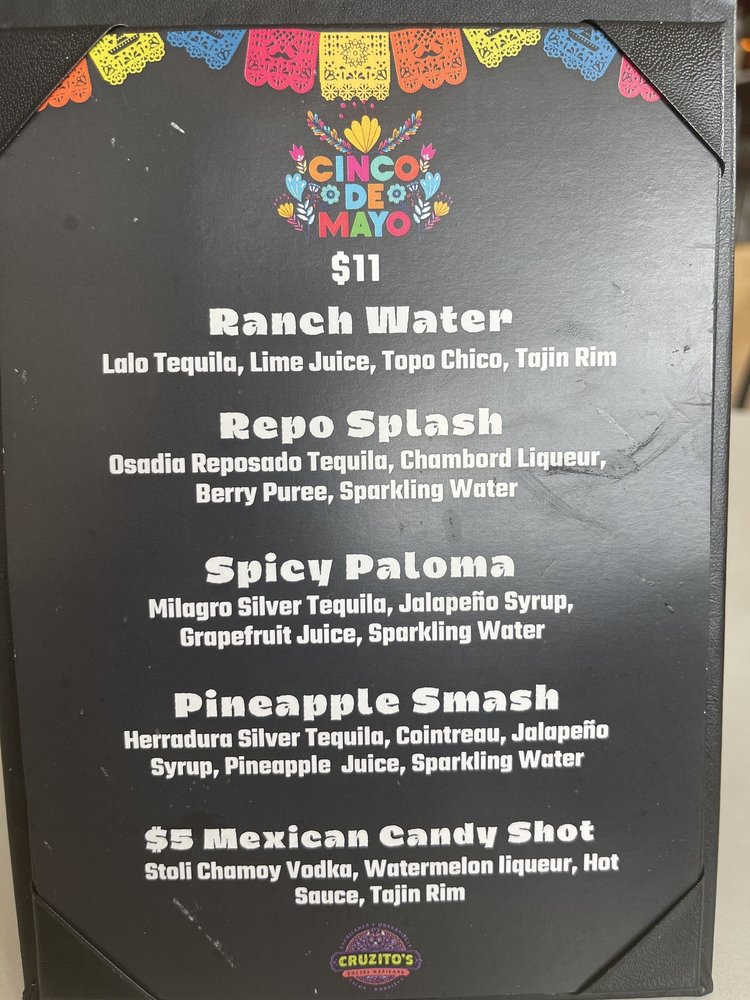 CINCO
DE
MAYO
$11
Ranch Water
Lalo Tequila, Lime Juice, Topo Chico, Tajin Rim
Repo Splash
Osadia Reposado Tequila, Chambord Liqueur,
Berry Puree, Sparkling Water
Spicy Paloma
Milagro Silver Tequila, Jalapeño Syrup,
Grapefruit Juice, Sparkling Water
Pineapple Smash
Herradura Silver Tequila, Cointreau, Jalapeño
Syrup, Pineapple Juice, Sparkling Water
$5 Mexican Candy Shot
Stoli Chamoy Vodka, Watermelon liqueur, Hot
Sauce, Tajin Rim
CRUZITO'S
COCINA MEXICANA